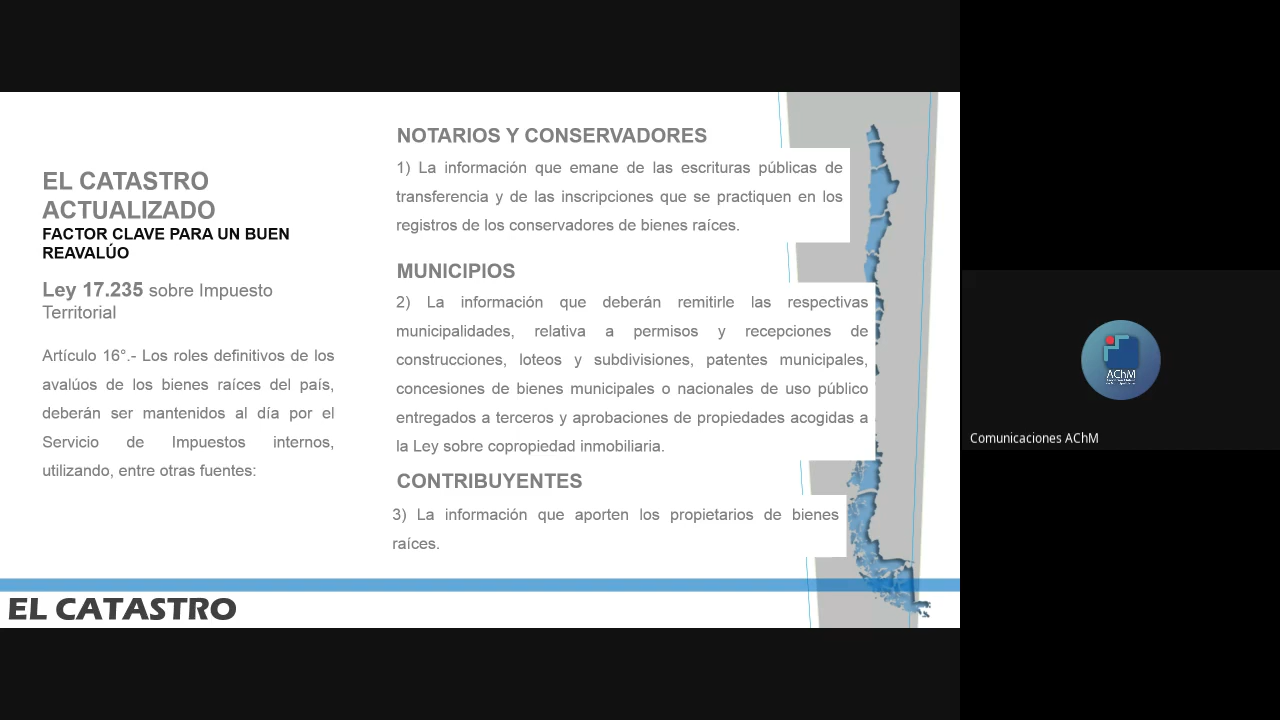 EL CATASTRO
ACTUALIZADO
FACTOR CLAVE PARA UN BUEN
REAVALÚO
Ley 17.235 sobre Impuesto
Territorial
Artículo 16°.- Los roles definitivos de los
avalúos de los bienes raíces del país,
deberán ser mantenidos al día por el
Servicio de Impuestos internos,
utilizando, entre otras fuentes:
NOTARIOS Y CONSERVADORES
1) La información que emane de las escrituras públicas de
transferencia y de las inscripciones que se practiquen en los
registros de los conservadores de bienes raíces.
MUNICIPIOS
2) La información que deberán remitirle las respectivas
municipalidades, relativa a permisos y recepciones de
construcciones, loteos y subdivisiones, patentes municipales,
concesiones de bienes municipales o nacionales de uso público
entregados a terceros y aprobaciones de propiedades acogidas a
la Ley sobre copropiedad inmobiliaria.
CONTRIBUYENTES
3) La información que aporten los propietarios de bienes
raíces.
EL CATASTRO
AChM
Comunicaciones AChM